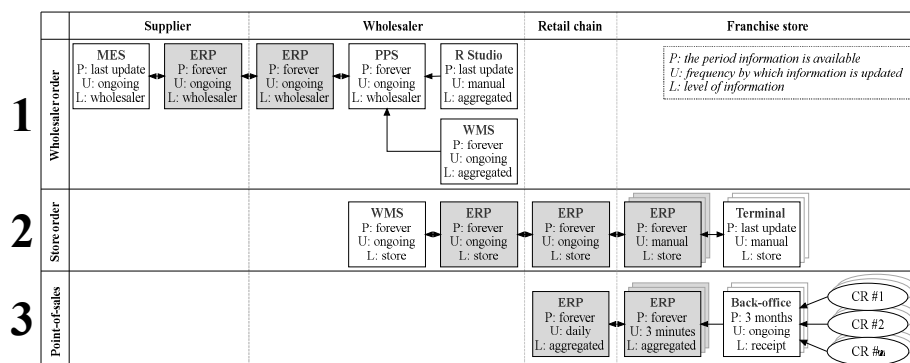 Supplier
Wholesaler
Retail chain
Franchise store
1
Wholesaler order
MES
P: last update
U: ongoing
L: wholesaler
ERP
P: forever
U: ongoing
L: wholesaler
ERP
P: forever
U: ongoing
L: wholesaler
PPS
P: forever
U: ongoing
L: wholesaler
R Studio
P: last update
U: manual
L: aggregated
WMS
P: forever
U: ongoing
L: aggregated
P: the period information is available
U: frequency by which information is updated
L: level of information
2
Store order
WMS
P: forever
U: ongoing
L: store
ERP
P: forever
U: ongoing
L: store
ERP
P: forever
U: ongoing
L: store
ERP
P: forever
U: manual
L: store
Terminal
P: last update
U: manual
L: store
3
Point-of-sales
ERP
P: forever
U: daily
L: aggregated
ERP
P: forever
U: 3 minutes
L: aggregated
Back-office
P: 3 months
U: ongoing
L: receipt
CR #1
CR #2
CR